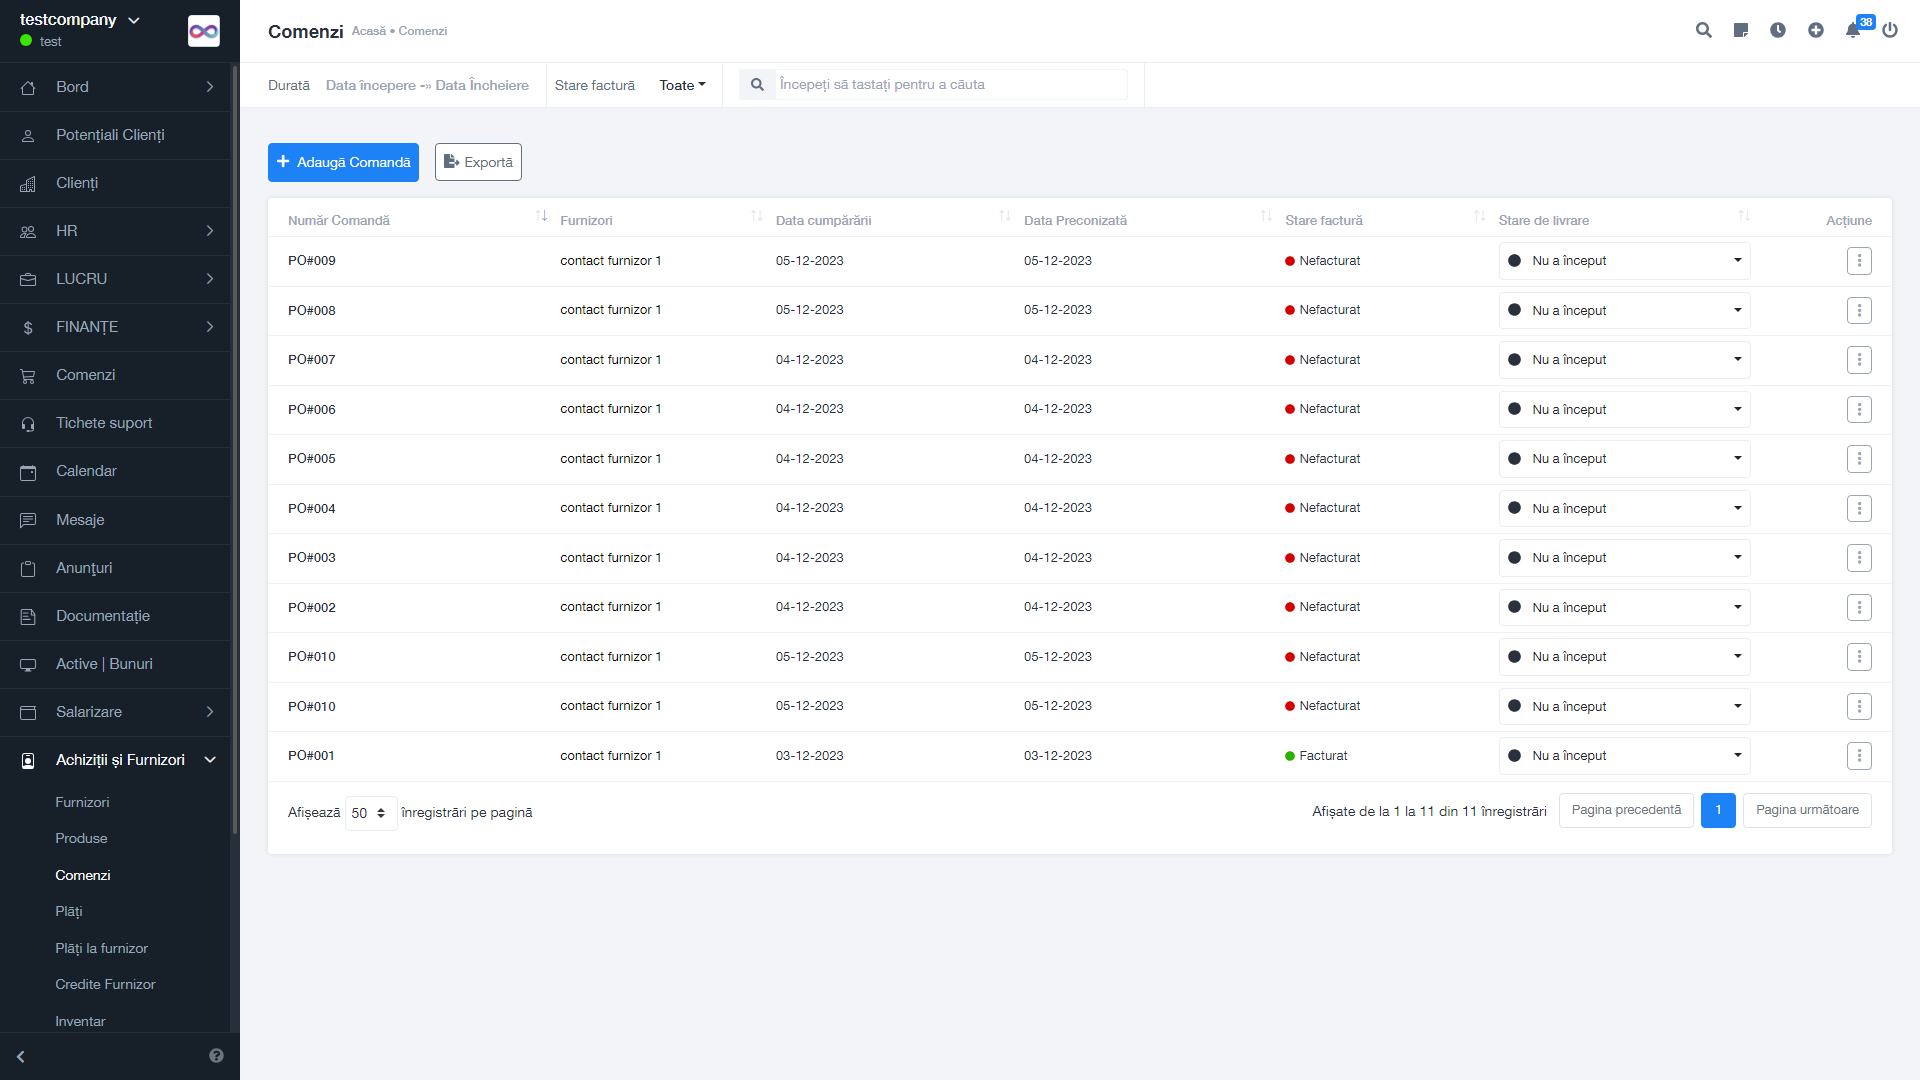 testcompany
test
Bord
Potențiali Clienți
Clienți
HR
LUCRU
FINANȚE
Comenzi
Tichete suport
Calendar
Mesaje
Anunțuri
Documentație
Active | Bunuri
Salarizare
Achiziții și Furnizori
Furnizori
Produse
Comenzi
Plăți
Plăți la furnizor
Credite Furnizor
Inventar
Comenzi Acasă • Comenzi
38
Durată Data începere -» Data Încheiere Stare factură Toate Începeți să tastați pentru a căuta
Adaugă Comandă Exportă
Număr Comandă Furnizori Data cumpărării Data Preconizată Stare factură Stare de livrare Acțiune
PO#009 contact furnizor 1 05-12-2023 05-12-2023 Nefacturat Nu a început
PO#008 contact furnizor 1 05-12-2023 05-12-2023 Nefacturat Nu a început
PO#007 contact furnizor 1 04-12-2023 04-12-2023 Nefacturat Nu a început
PO#006 contact furnizor 1 04-12-2023 04-12-2023 Nefacturat Nu a început
PO#005 contact furnizor 1 04-12-2023 04-12-2023 Nefacturat Nu a început
PO#004 contact furnizor 1 04-12-2023 04-12-2023 Nefacturat Nu a început
PO#003 contact furnizor 1 04-12-2023 04-12-2023 Nefacturat Nu a început
PO#002 contact furnizor 1 04-12-2023 04-12-2023 Nefacturat Nu a început
PO#010 contact furnizor 1 05-12-2023 05-12-2023 Nefacturat Nu a început
PO#010 contact furnizor 1 05-12-2023 05-12-2023 Nefacturat Nu a început
PO#001 contact furnizor 1 03-12-2023 03-12-2023 Facturat Nu a început
Afișează 50 înregistrări pe pagină Afișate de la 1 la 11 din 11 înregistrări Pagina precedentă 1 Pagina următoare